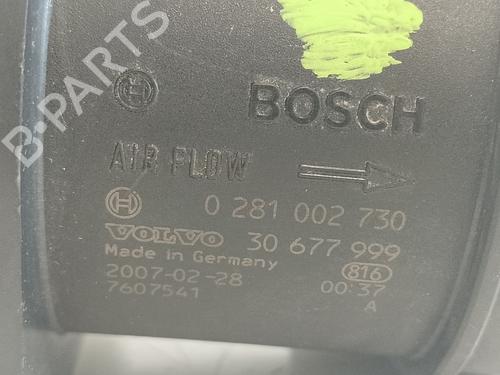 B-PARTS
BOSCH
AIR FLOW
0 281 002 730
VOLVO 30 677 999
Made in Germany 816
2007-02-28 00:37
7607541 A